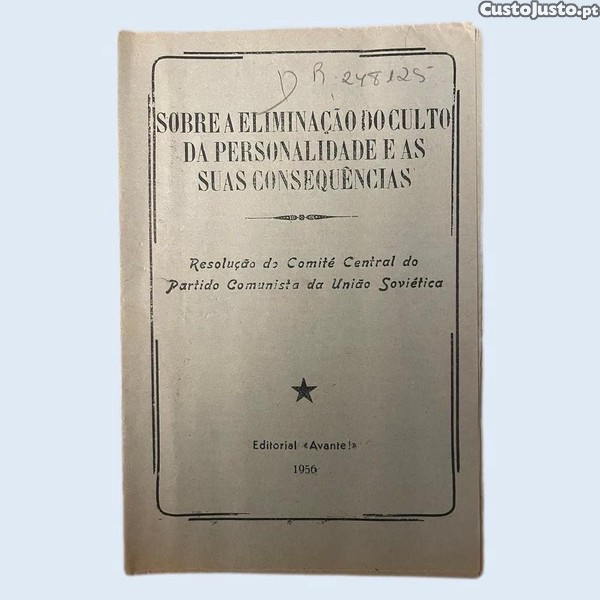 CustoJusto.pt
D R. 248125
SOBRE A ELIMINAÇÃO DO CULTO
DA PERSONALIDADE E AS
SUAS CONSEQUÊNCIAS
Resolução do Comité Central do
Partido Comunista da União Soviética
Editorial «Avante!»
1956